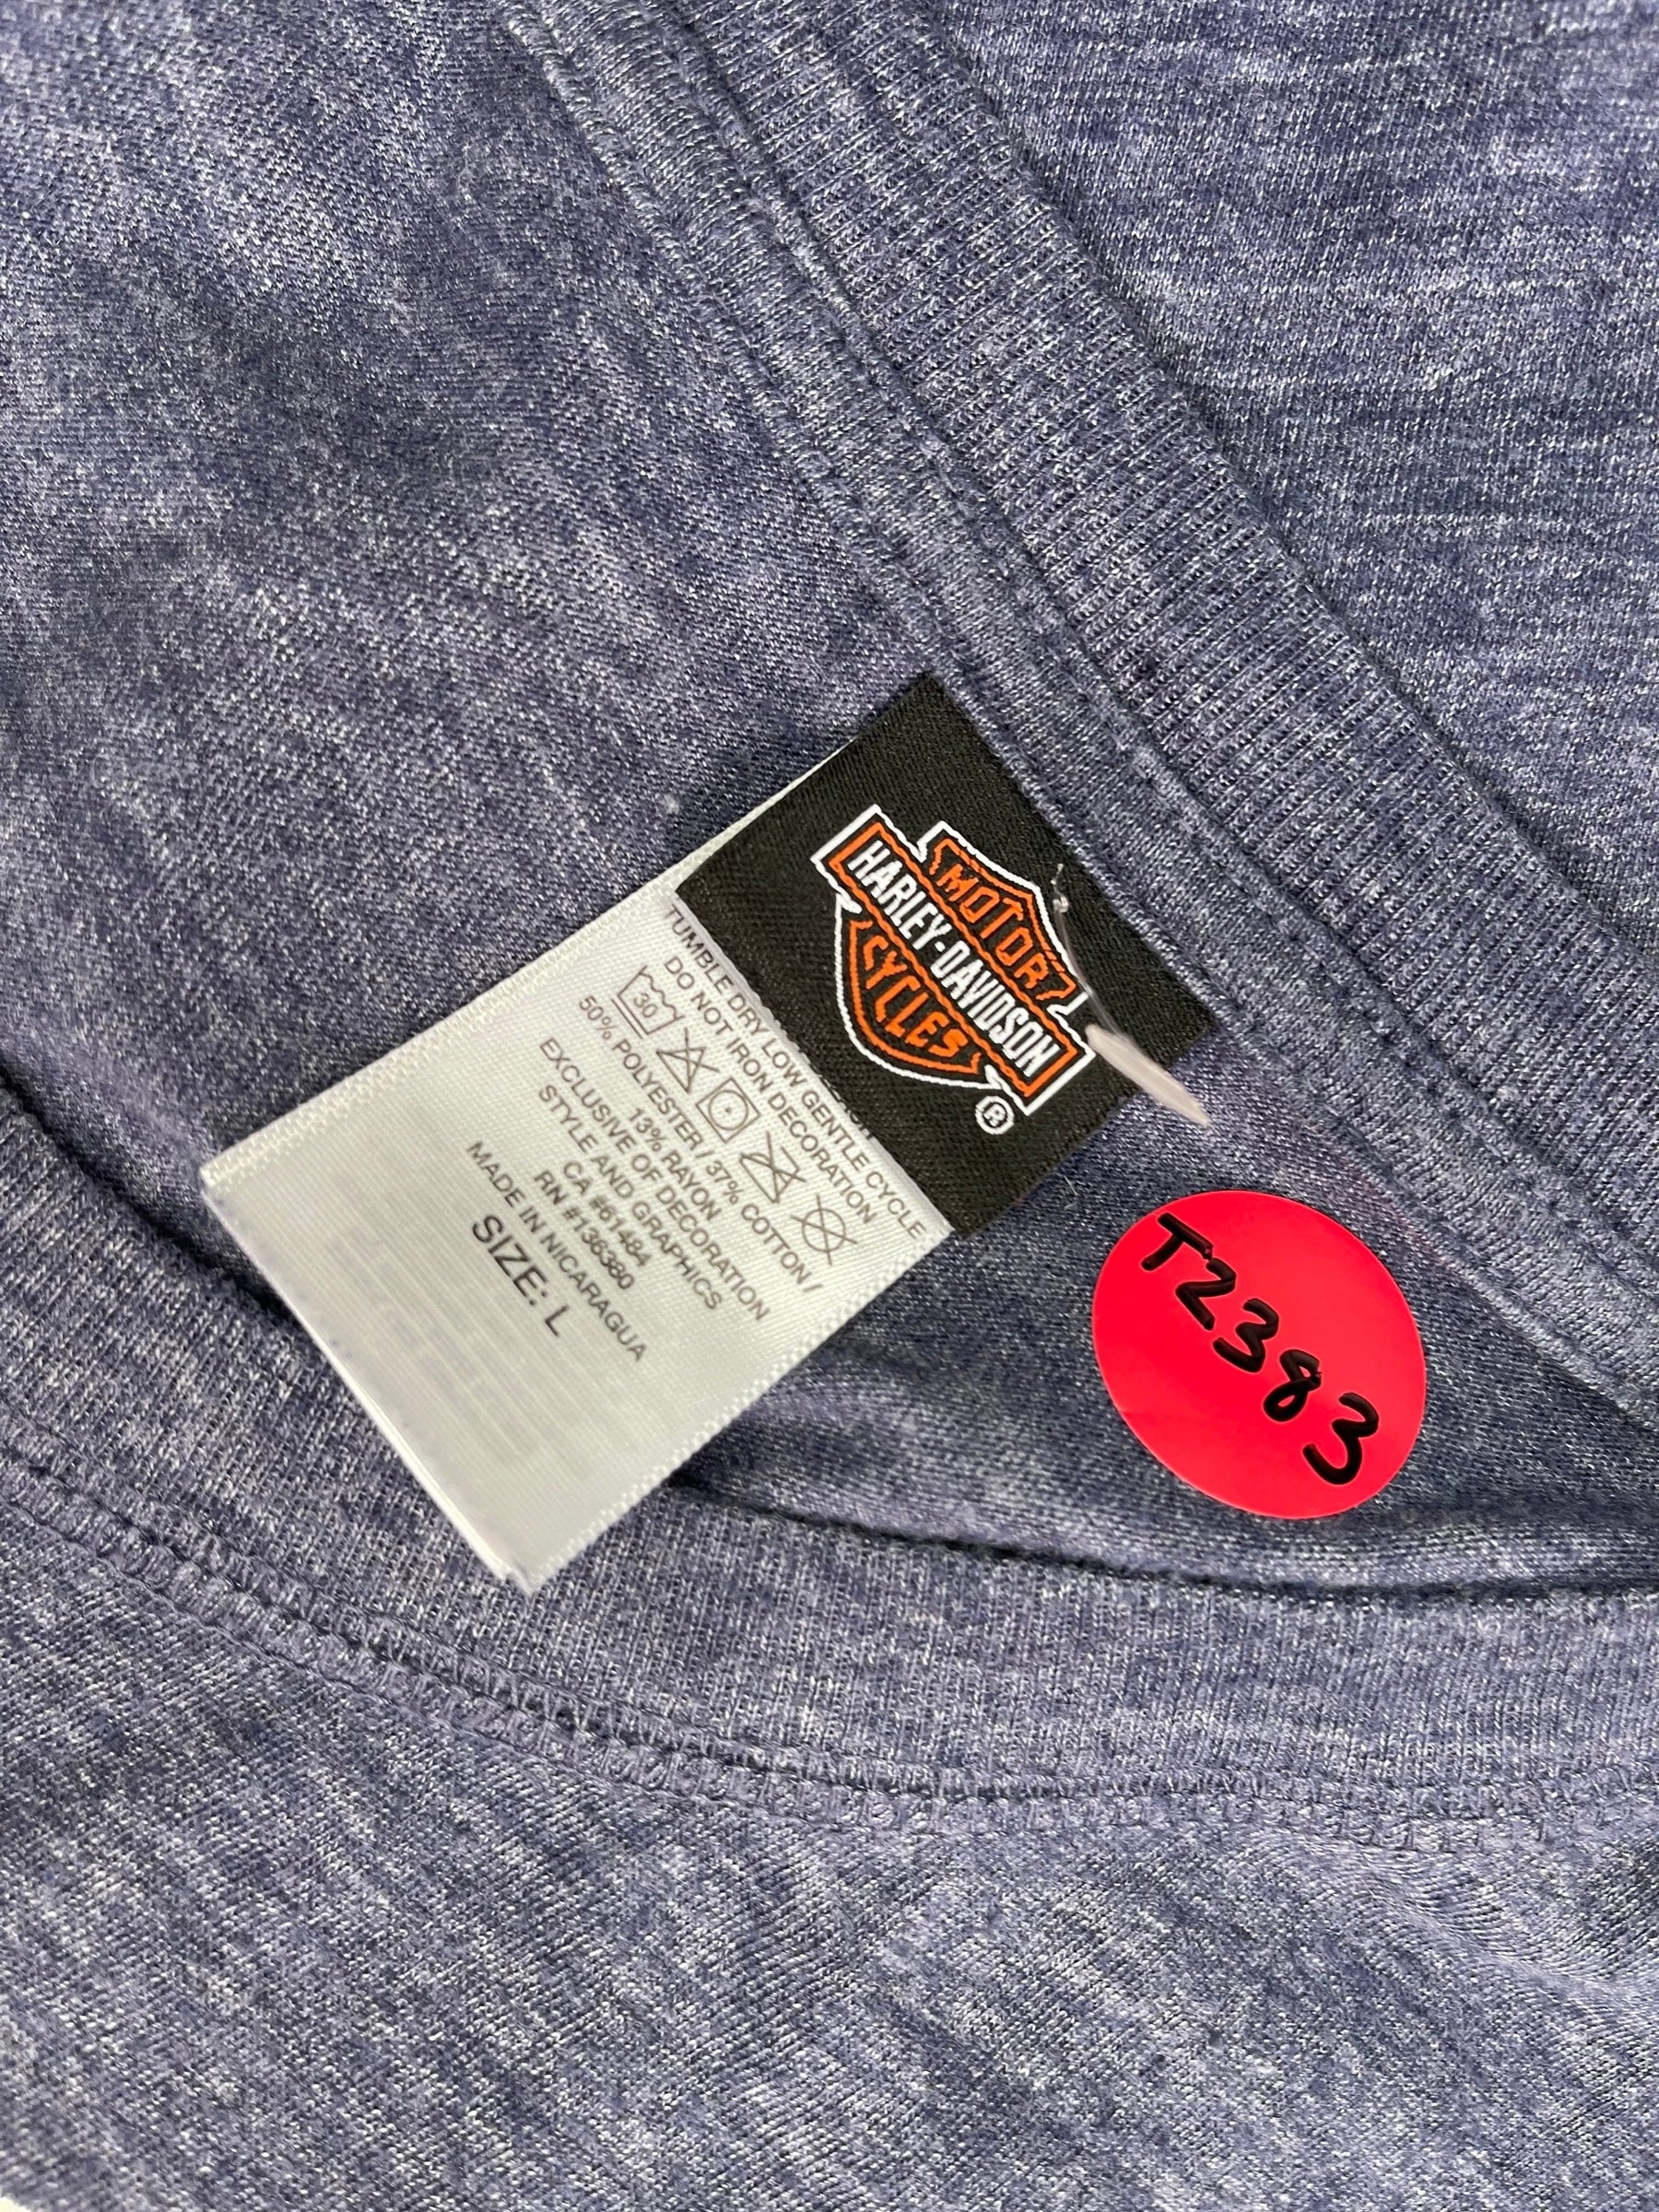 MOTOR
HARLEY-DAVIDSON
CYCLES
®
TUMBLE DRY LOW GENTLE CYCLE
DO NOT IRON DECORATION
30
50% POLYESTER / 37% COTTON /
13% RAYON
EXCLUSIVE OF DECORATION
STYLE AND GRAPHICS
CA #61484
RN #136380
MADE IN NICARAGUA
SIZE: L
T2383